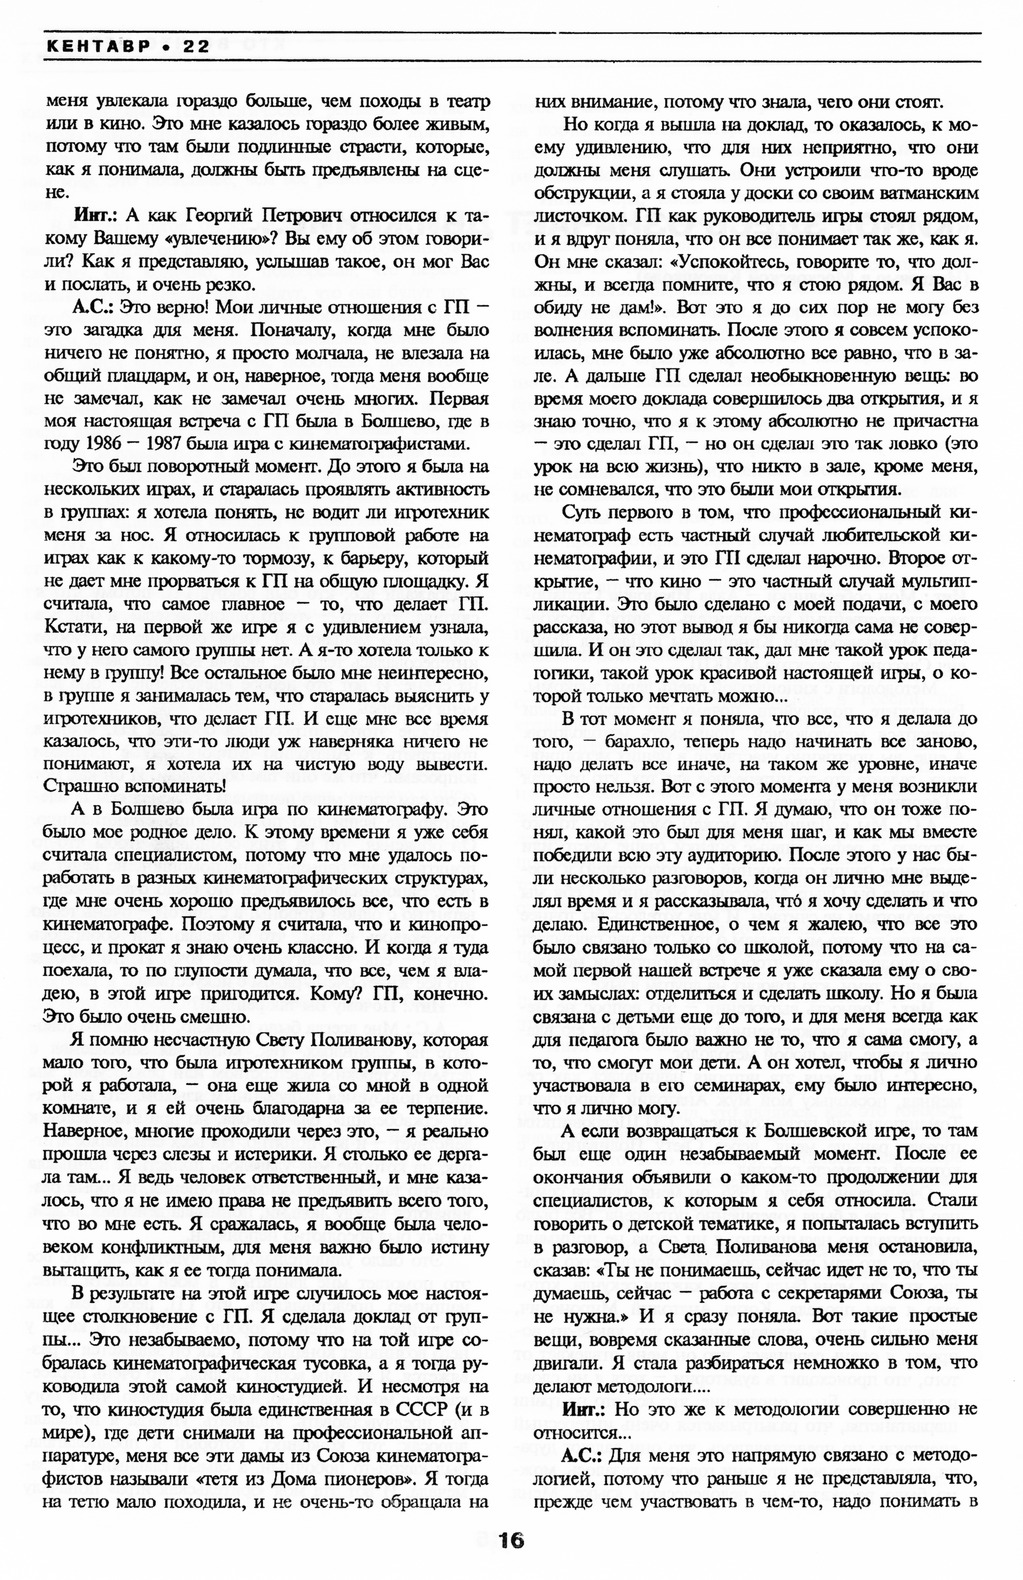 КЕНТАВР • 22
меня увлекала гораздо больше, чем походы в театр
или в кино. Это мне казалось гораздо более живым,
потому что там были подлинные страсти, которые,
как я понимала, должны быть предъявлены на сце-
не.
Инт.: А как Георгий Петрович относился к та-
кому Вашему «увлечению»? Вы ему об этом говори-
ли? Как я представляю, услышав такое, он мог Вас
и послать, и очень резко.
А.С.: Это верно! Мои личные отношения с ГП —
это загадка для меня. Поначалу, когда мне было
ничего не понятно, я просто молчала, не влезала на
общий плацдарм, и он, наверное, тогда меня вообще
не замечал, как не замечал очень многих. Первая
моя настоящая встреча с ГП была в Болшево, где в
году 1986 — 1987 была игра с кинематографистами.
Это был поворотный момент. До этого я была на
нескольких играх, и старалась проявлять активность
в группах: я хотела понять, не водит ли игротехник
меня за нос. Я относилась к групповой работе на
играх как к какому-то тормозу, к барьеру, который
не дает мне прорваться к ГП на общую площадку. Я
считала, что самое главное — то, что делает ГП.
Кстати, на первой же игре я с удивлением узнала,
что у него самого группы нет. А я-то хотела только к
нему в группу! Все остальное было мне неинтересно,
в группе я занималась тем, что старалась выяснить у
игротехников, что делает ГП. И еще мне все время
казалось, что эти-то люди уж наверняка ничего не
понимают, я хотела их на чистую воду вывести.
Страшно вспоминать!
А в Болшево была игра по кинематографу. Это
было мое родное дело. К этому времени я уже себя
считала специалистом, потому что мне удалось по-
работать в разных кинематографических структурах,
где мне очень хорошо предъявилось все, что есть в
кинематографе. Поэтому я считала, что и кинопро-
цесс, и прокат я знаю очень классно. И когда я туда
поехала, то по глупости думала, что все, чем я вла-
дею, в этой игре пригодится. Кому? ГП, конечно.
Это было очень смешно.
Я помню несчастную Свету Поливанову, которая
мало того, что была игротехником группы, в кото-
рой я работала, — она еще жила со мной в одной
комнате, и я ей очень благодарна за ее терпение.
Наверное, многие проходили через это, — я реально
прошла через слезы и истерики. Я столько ее дерга-
ла там... Я ведь человек ответственный, и мне каза-
лось, что я не имею права не предъявить всего того,
что во мне есть. Я сражалась, я вообще была чело-
веком конфликтным, для меня важно было истину
вытащить, как я ее тогда понимала.
В результате на этой игре случилось мое настоя-
щее столкновение с ГП. Я сделала доклад от груп-
пы... Это незабываемо, потому что на той игре со-
бралась кинематографическая тусовка, а я тогда ру-
ководила этой самой киностудией. И несмотря на
то, что киностудия была единственная в СССР (и в
мире), где дети снимали на профессиональной ап-
паратуре, меня все эти дамы из Союза кинематогра-
фистов называли «тетя из Дома пионеров». Я тогда
на тетю мало походила, и не очень-то обращала на
них внимание, потому что знала, чего они стоят.
Но когда я вышла на доклад, то оказалось, к мо-
ему удивлению, что для них неприятно, что они
должны меня слушать. Они устроили что-то вроде
обструкции, а я стояла у доски со своим ватманским
листочком. ГП как руководитель игры стоял рядом,
и я вдруг поняла, что он все понимает так же, как я.
Он мне сказал: «Успокойтесь, говорите то, что дол-
жны, и всегда помните, что я стою рядом. Я Вас в
обиду не дам!». Вот это я до сих пор не могу без
волнения вспоминать. После этого я совсем успоко-
илась, мне было уже абсолютно все равно, что в за-
ле. А дальше ГП сделал необыкновенную вещь: во
время моего доклада совершилось два открытия, и я
знаю точно, что я к этому абсолютно не причастна
— это сделал ГП, — но он сделал это так ловко (это
урок на всю жизнь), что никто в зале, кроме меня,
не сомневался, что это были мои открытия.
Суть первого в том, что профессиональный ки-
нематограф есть частный случай любительской ки-
нематографии, и это ГП сделал нарочно. Второе от-
крытие, — что кино — это частный случай мультип-
ликации. Это было сделано с моей подачи, с моего
рассказа, но этот вывод я бы никогда сама не совер-
шила. И он это сделал так, дал мне такой урок педа-
гогики, такой урок красивой настоящей игры, о ко-
торой только мечтать можно...
В тот момент я поняла, что все, что я делала до
того, — барахло, теперь надо начинать все заново,
надо делать все иначе, на таком же уровне, иначе
просто нельзя. Вот с этого момента у меня возникли
личные отношения с ГП. Я думаю, что он тоже по-
нял, какой это был для меня шаг, и как мы вместе
победили всю эту аудиторию. После этого у нас бы-
ли несколько разговоров, когда он лично мне выде-
лял время и я рассказывала, чтó я хочу сделать и что
делаю. Единственное, о чем я жалею, что все это
было связано только со школой, потому что на са-
мой первой нашей встрече я уже сказала ему о сво-
их замыслах: отделиться и сделать школу. Но я была
связана с детьми еще до того, и для меня всегда как
для педагога было важно не то, что я сама смогу, а
то, что смогут мои дети. А он хотел, чтобы я лично
участвовала в его семинарах, ему было интересно,
что я лично могу.
А если возвращаться к Болшевской игре, то там
был еще один незабываемый момент. После ее
окончания объявили о каком-то продолжении для
специалистов, к которым я себя относила. Стали
говорить о детской тематике, я попыталась вступить
в разговор, а Света Поливанова меня остановила,
сказав: «Ты не понимаешь, сейчас идет не то, что ты
думаешь, сейчас — работа с секретарями Союза, ты
не нужна.» И я сразу поняла. Вот такие простые
вещи, вовремя сказанные слова, очень сильно меня
двигали. Я стала разбираться немножко в том, что
делают методологи....
Инт.: Но это же к методологии совершенно не
относится...
А.С.: Для меня это напрямую связано с методо-
логией, потому что раньше я не представляла, что,
прежде чем участвовать в чем-то, надо понимать в
16